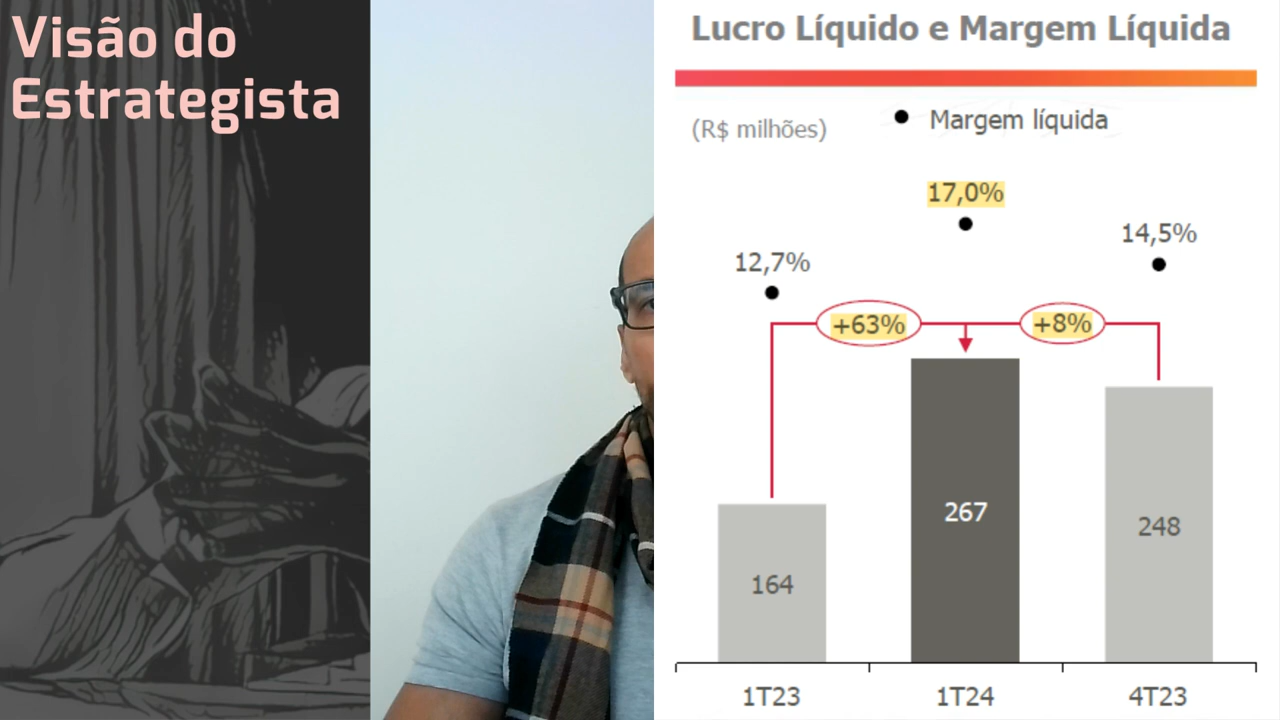 Visão do
Estrategista
Lucro Líquido e Margem Líquida
(R$ milhões)
Margem líquida
12,7%
17,0%
14,5%
+63%
+8%
164
267
248
1T23
1T24
4T23